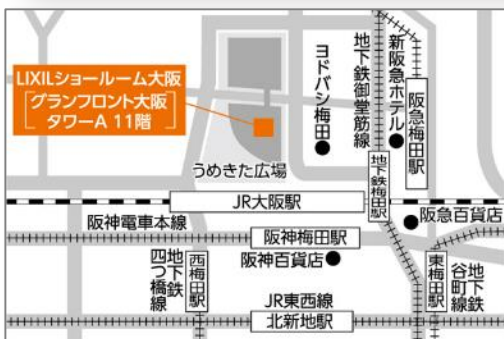 LIXILショールーム大阪
グランフロント大阪
タワーA 11階
うめきた広場
ヨドバシ梅田
地下鉄御堂筋線
新阪急ホテル
阪急梅田駅
地下鉄梅田駅
JR大阪駅
阪急百貨店
阪神電車本線
阪神梅田駅
阪神百貨店
地下鉄
四つ橋線
西梅田駅
東梅田駅
地下鉄
谷町線
JR東西線
北新地駅